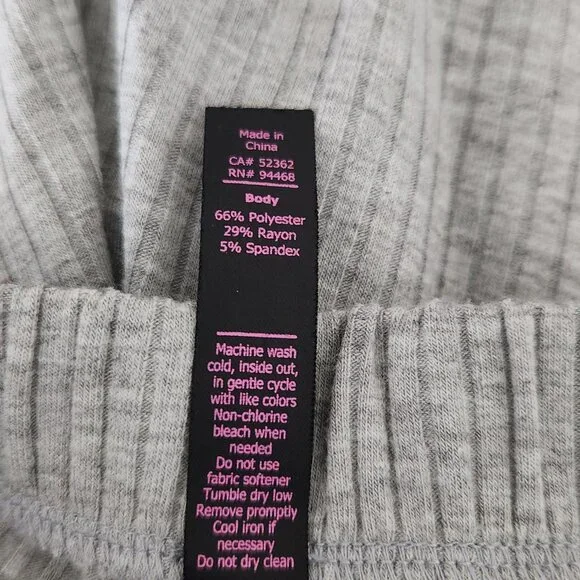 Made in
China
CA# 52362
RN# 94468
Body
66% Polyester
29% Rayon
5% Spandex
Machine wash
cold, inside out,
in gentle cycle
with like colors
Non-chlorine
bleach when
needed
Do not use
fabric softener
Tumble dry low
Remove promptly
Cool iron if
necessary
Do not dry clean